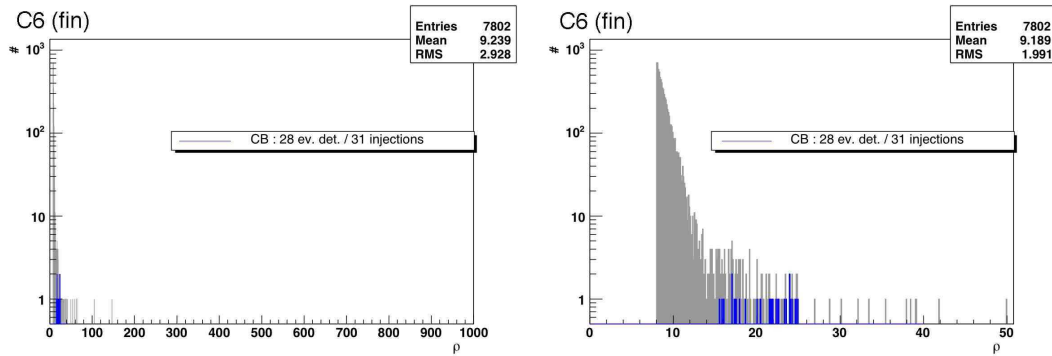 C6 (fin)
Entries 7802
Mean 9.239
RMS 2.928
#
10³
10²
10
1
CB : 28 ev. det. / 31 injections
0 100 200 300 400 500 600 700 800 900 1000
ρ
C6 (fin)
Entries 7802
Mean 9.189
RMS 1.991
#
10³
10²
10
1
CB : 28 ev. det. / 31 injections
0 10 20 30 40 50
ρ